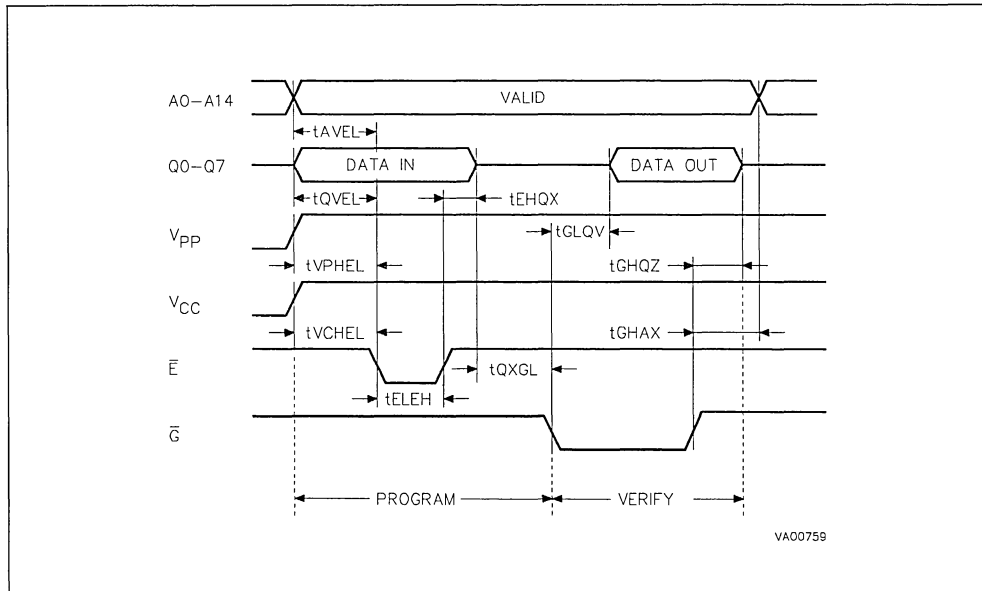 A0-A14
VALID
tAVEL
Q0-Q7
DATA IN
DATA OUT
tQVEL
tEHQX
VPP
tGLQV
tVPHEL
tGHQZ
VCC
tVCHEL
tGHAX
E̅
tQXGL
tELEH
G̅
PROGRAM
VERIFY
VA00759